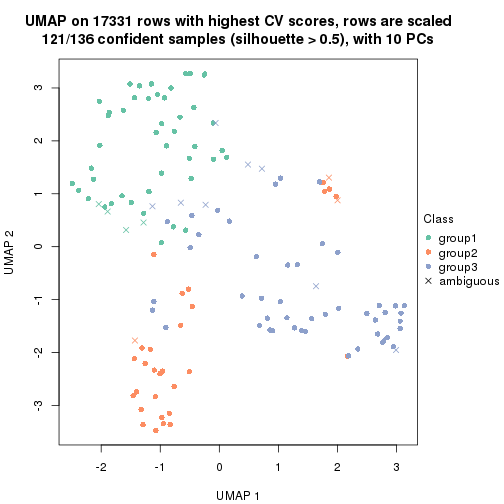 UMAP on 17331 rows with highest CV scores, rows are scaled
121/136 confident samples (silhouette > 0.5), with 10 PCs
3
2
1
0
-1
-2
-3
UMAP 2
-2
-1
0
1
2
3
UMAP 1
Class
group1
group2
group3
ambiguous